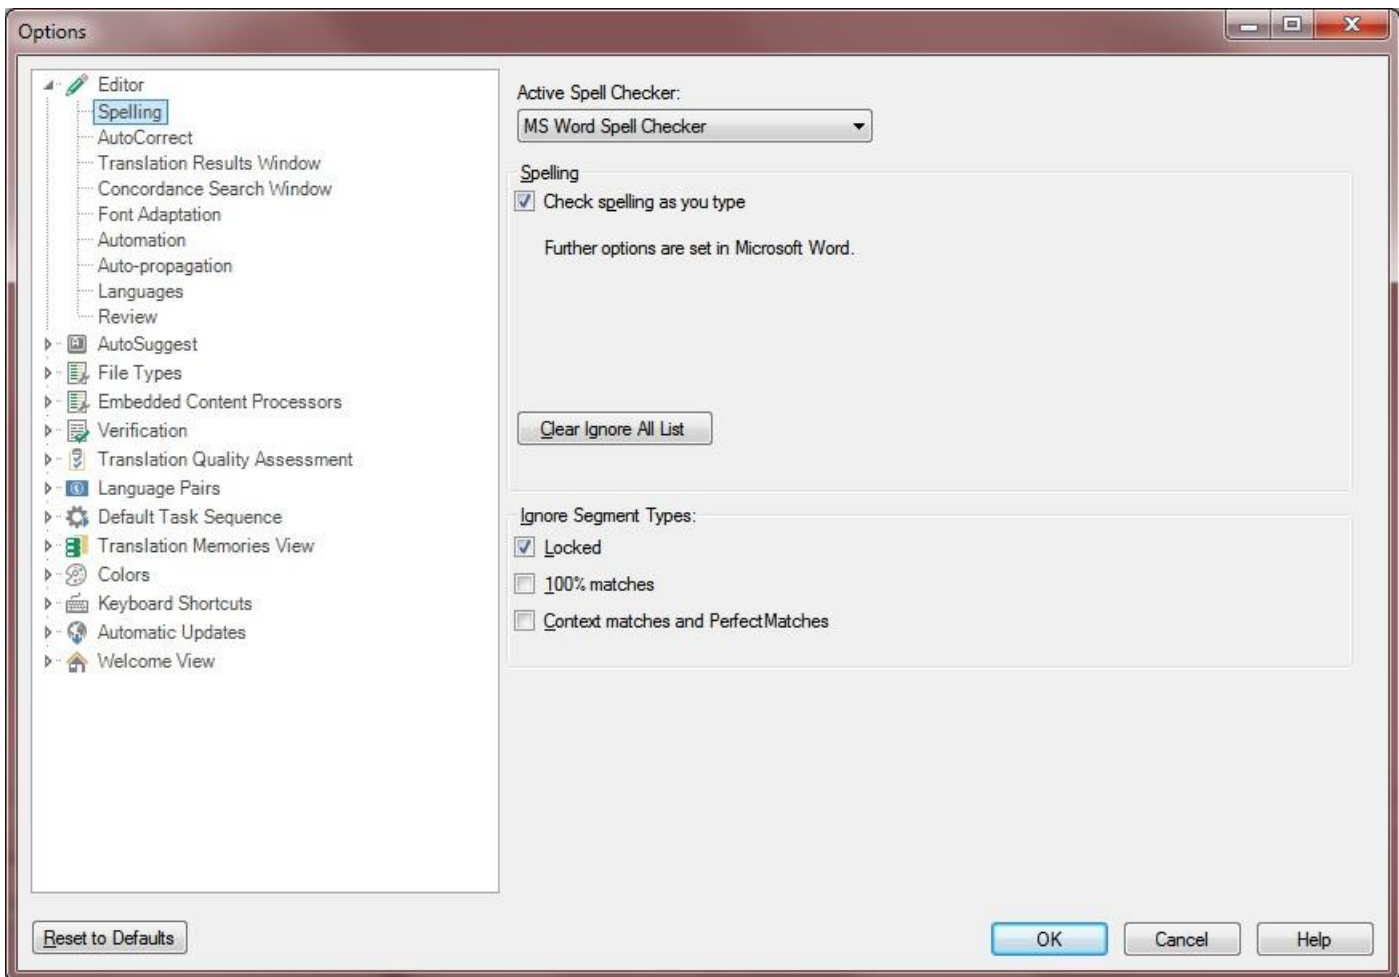 Options
Editor
Spelling
AutoCorrect
Translation Results Window
Concordance Search Window
Font Adaptation
Automation
Auto-propagation
Languages
Review
AutoSuggest
File Types
Embedded Content Processors
Verification
Translation Quality Assessment
Language Pairs
Default Task Sequence
Translation Memories View
Colors
Keyboard Shortcuts
Automatic Updates
Welcome View
Active Spell Checker:
MS Word Spell Checker
Spelling
Check spelling as you type
Further options are set in Microsoft Word.
Clear Ignore All List
Ignore Segment Types:
Locked
100% matches
Context matches and PerfectMatches
Reset to Defaults
OK
Cancel
Help